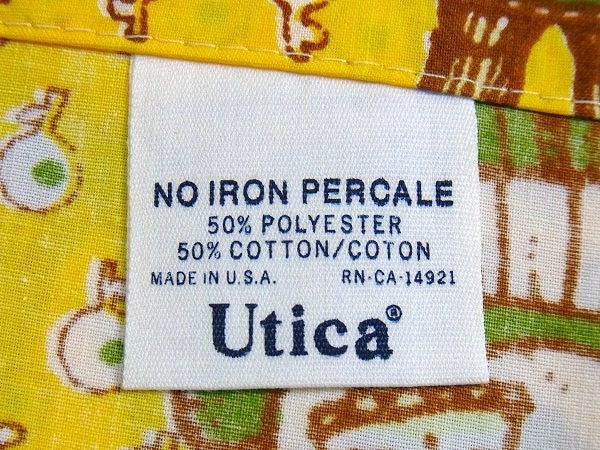 NO IRON PERCALE
50% POLYESTER
50% COTTON/COTON
MADE IN U.S.A. RN-CA-14921
Utica®